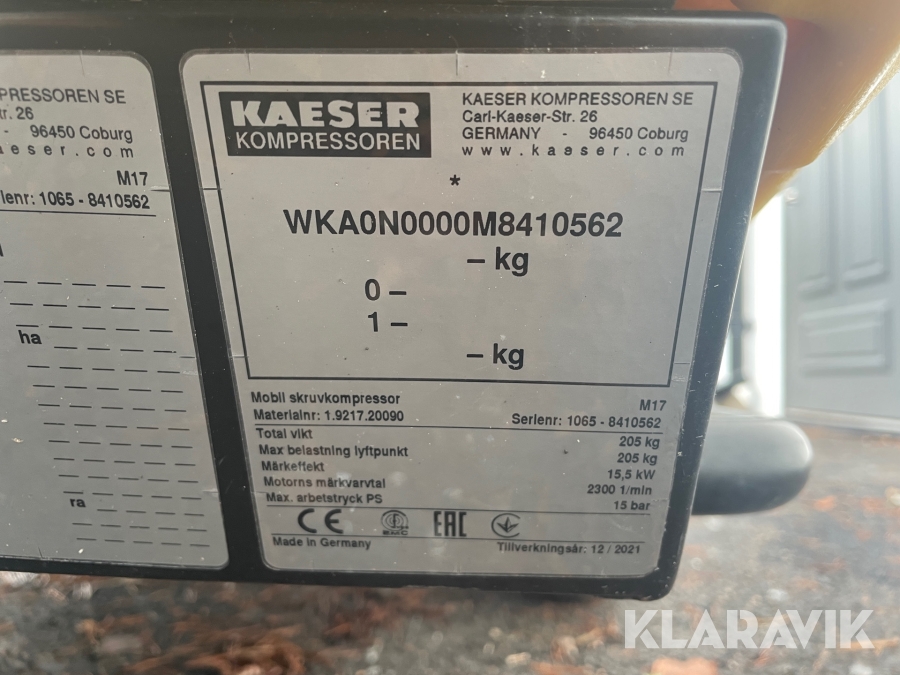 PRESSOREN SE
tr. 26
- 96450 Coburg
aeser.com
M17
rlenr: 1065 - 8410562
ha
ra
KAESER
KOMPRESSOREN
KAESER KOMPRESSOREN SE
Carl-Kaeser-Str. 26
GERMANY - 96450 Coburg
www.kaeser.com
*
WKA0N0000M8410562
– kg
0 –
1 –
– kg
Mobil skruvkompressor M17
Materialnr: 1.9217.20090 Serienr: 1065 - 8410562
Total vikt 205 kg
Max belastning lyftpunkt 205 kg
Märkeffekt 15,5 kW
Motorns märkvarvtal 2300 1/min
Max. arbetstryck PS 15 bar
CE EAC
Made in Germany Tillverkningsår: 12 / 2021
KLARAVIK